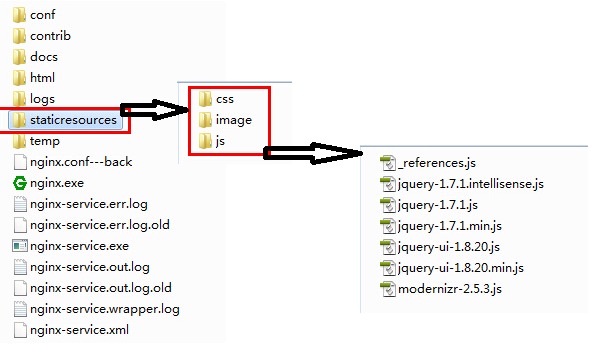 conf
contrib
docs
html
logs
staticresources
temp
nginx.conf---back
nginx.exe
nginx-service.err.log
nginx-service.err.log.old
nginx-service.exe
nginx-service.out.log
nginx-service.out.log.old
nginx-service.wrapper.log
nginx-service.xml
css
image
js
_references.js
jquery-1.7.1.intellisense.js
jquery-1.7.1.js
jquery-1.7.1.min.js
jquery-ui-1.8.20.js
jquery-ui-1.8.20.min.js
modernizr-2.5.3.js